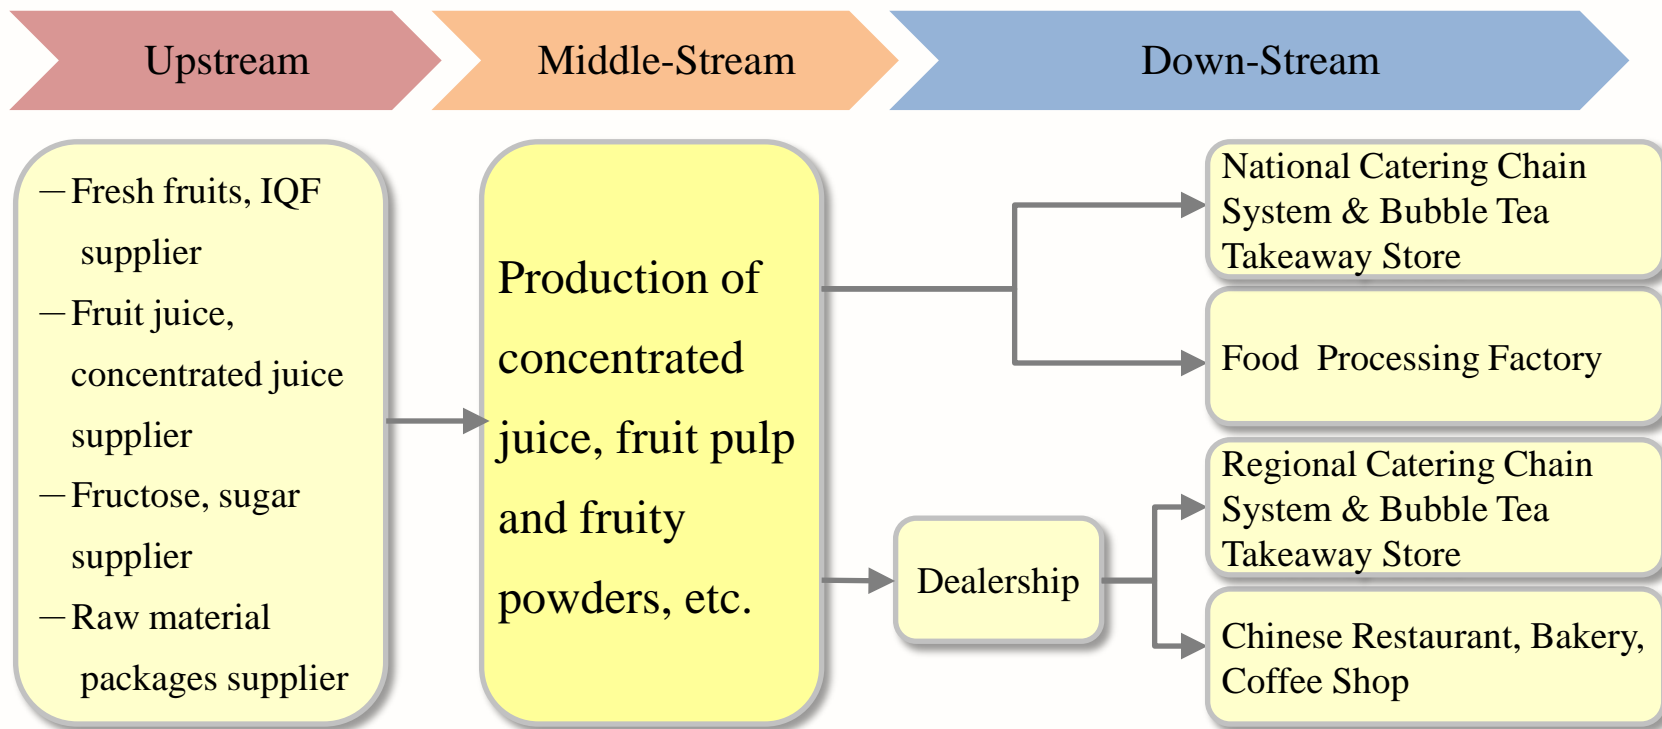 Upstream
Middle-Stream
Down-Stream
—Fresh fruits, IQF
supplier
—Fruit juice,
concentrated juice
supplier
—Fructose, sugar
supplier
—Raw material
packages supplier
Production of
concentrated
juice, fruit pulp
and fruity
powders, etc.
Dealership
National Catering Chain
System & Bubble Tea
Takeaway Store
Food  Processing Factory
Regional Catering Chain
System & Bubble Tea
Takeaway Store
Chinese Restaurant, Bakery,
Coffee Shop